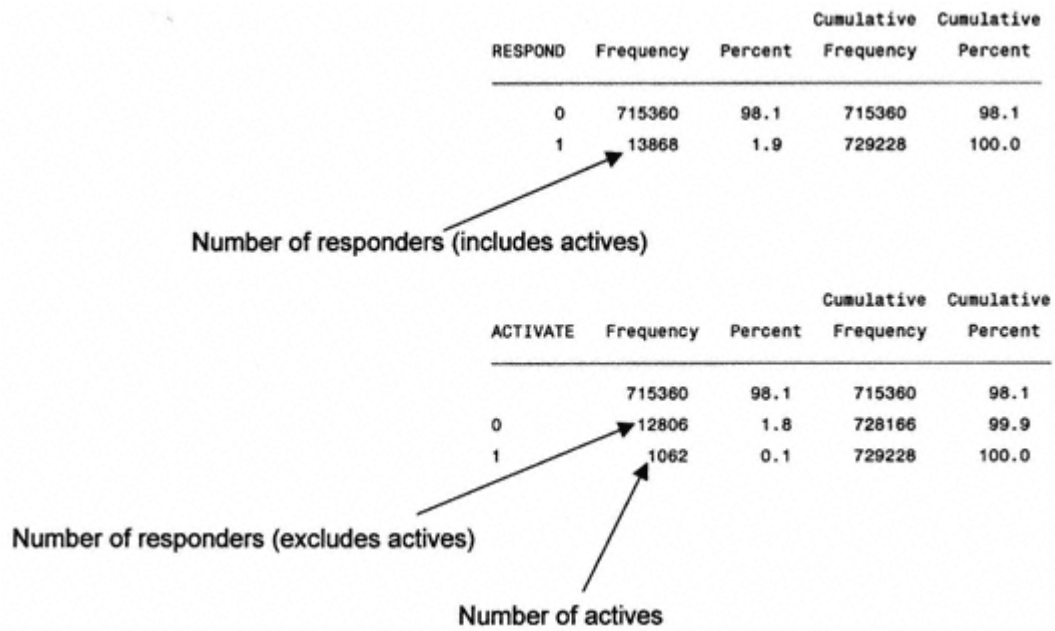 Cumulative Cumulative
RESPOND Frequency Percent Frequency Percent
0 715360 98.1 715360 98.1
1 13868 1.9 729228 100.0
Number of responders (includes actives)
Cumulative Cumulative
ACTIVATE Frequency Percent Frequency Percent
715360 98.1 715360 98.1
0 12806 1.8 728166 99.9
1 1062 0.1 729228 100.0
Number of responders (excludes actives)
Number of actives